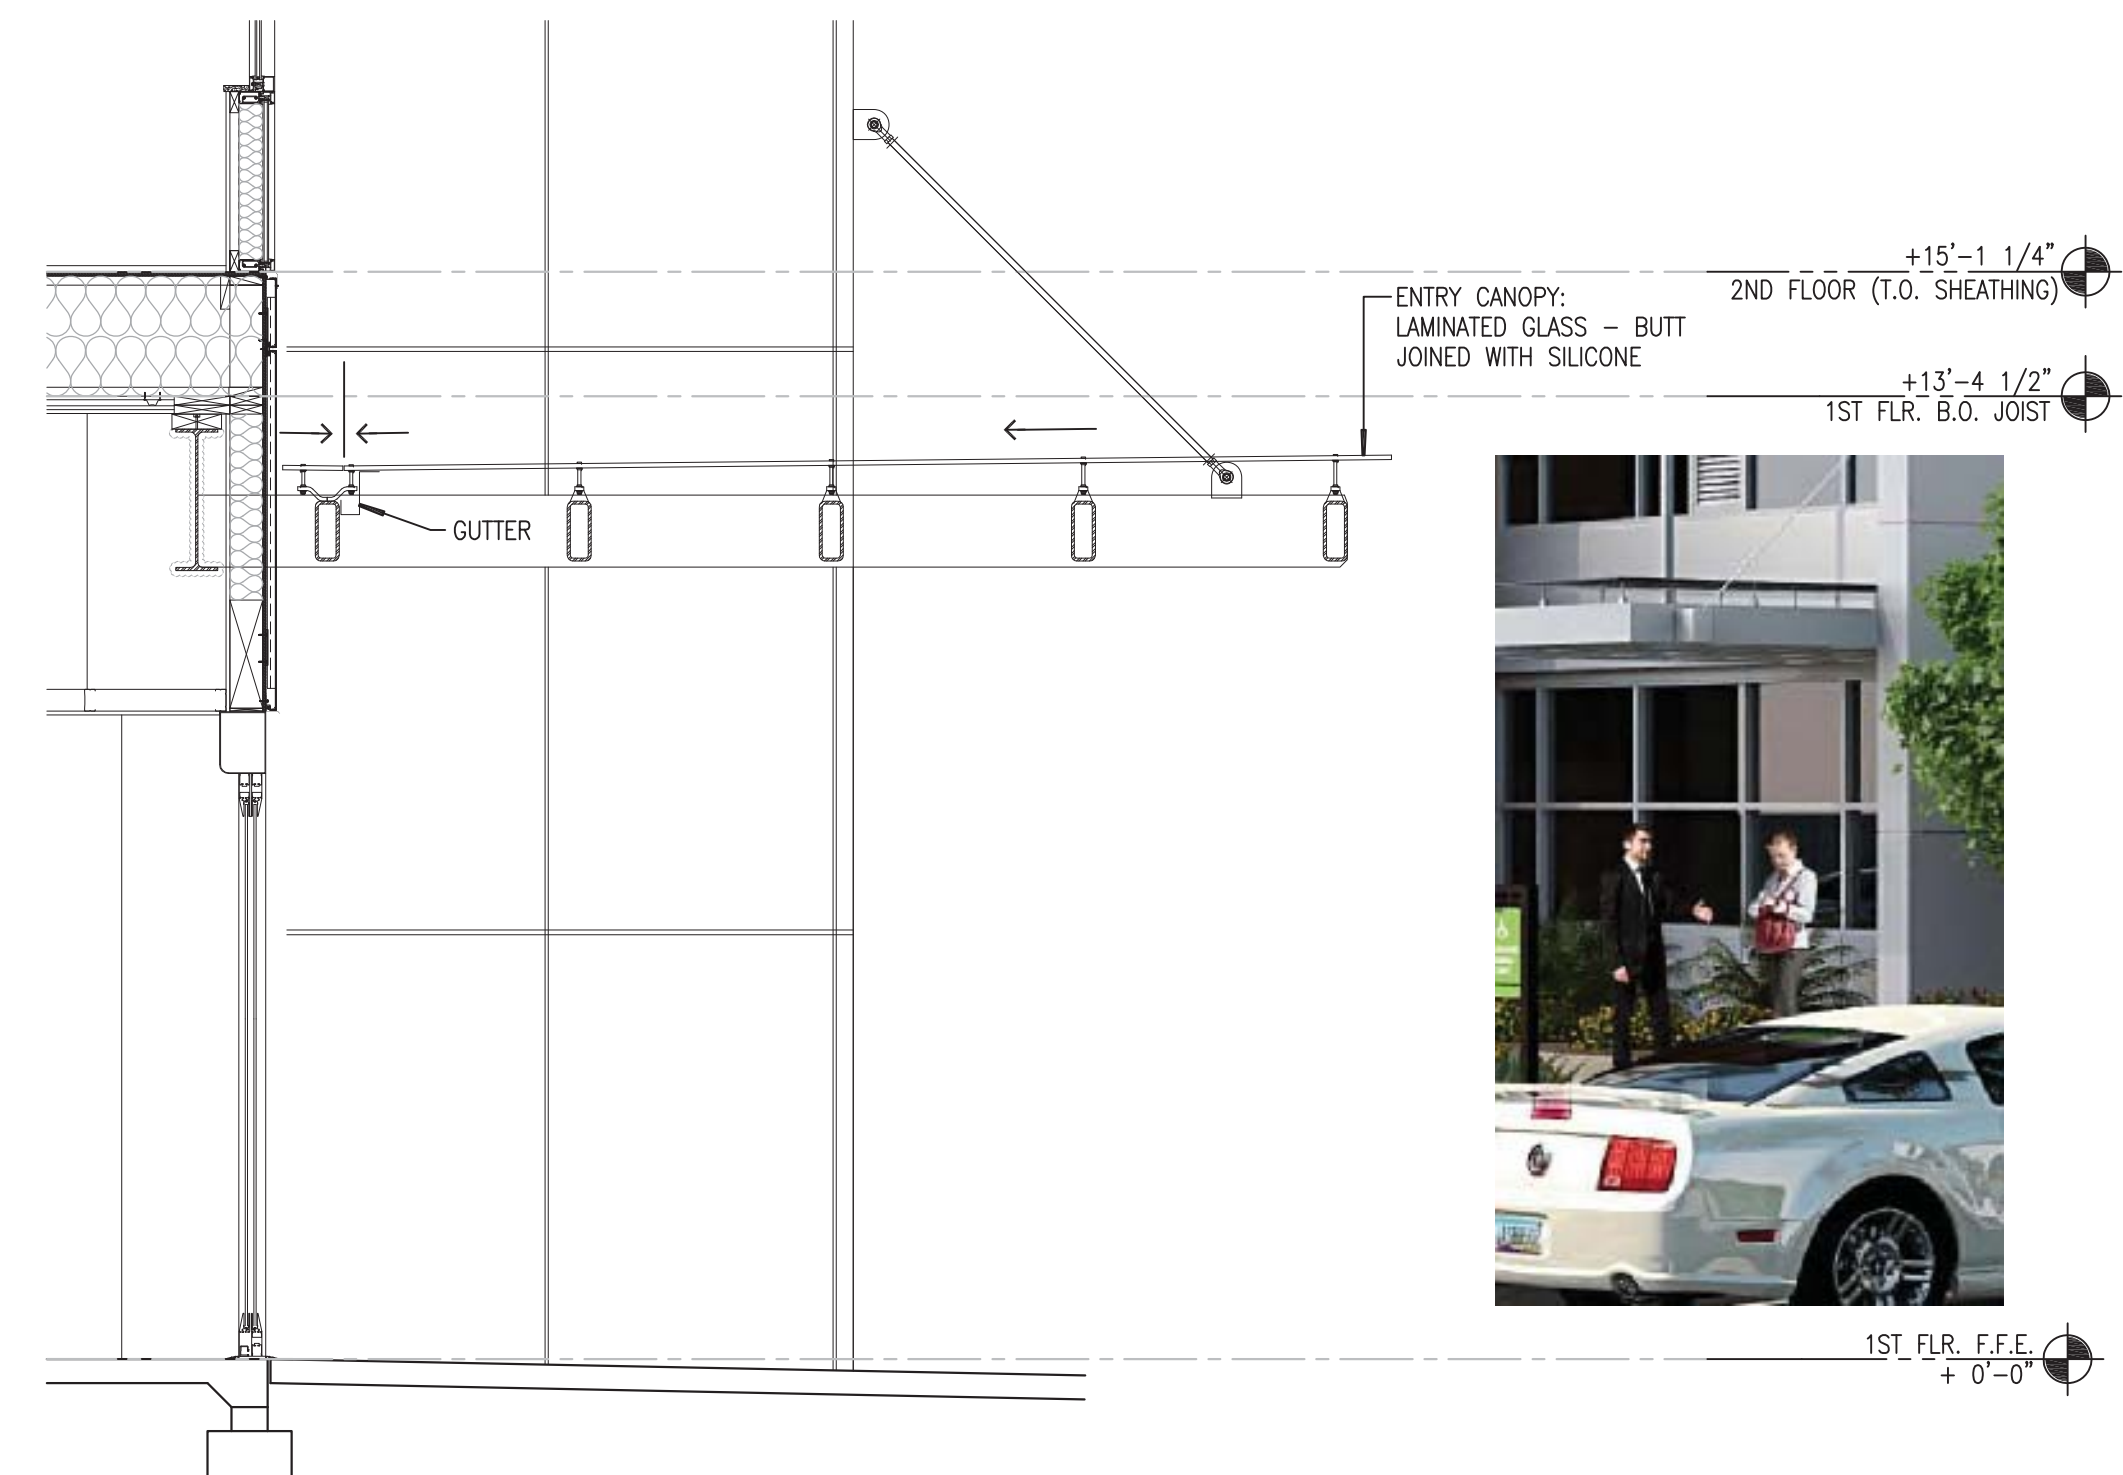 +15'-1 1/4"
2ND FLOOR (T.O. SHEATHING)
ENTRY CANOPY:
LAMINATED GLASS - BUTT
JOINED WITH SILICONE
+13'-4 1/2"
1ST FLR. B.O. JOIST
GUTTER
1ST FLR. F.F.E.
+ 0'-0"